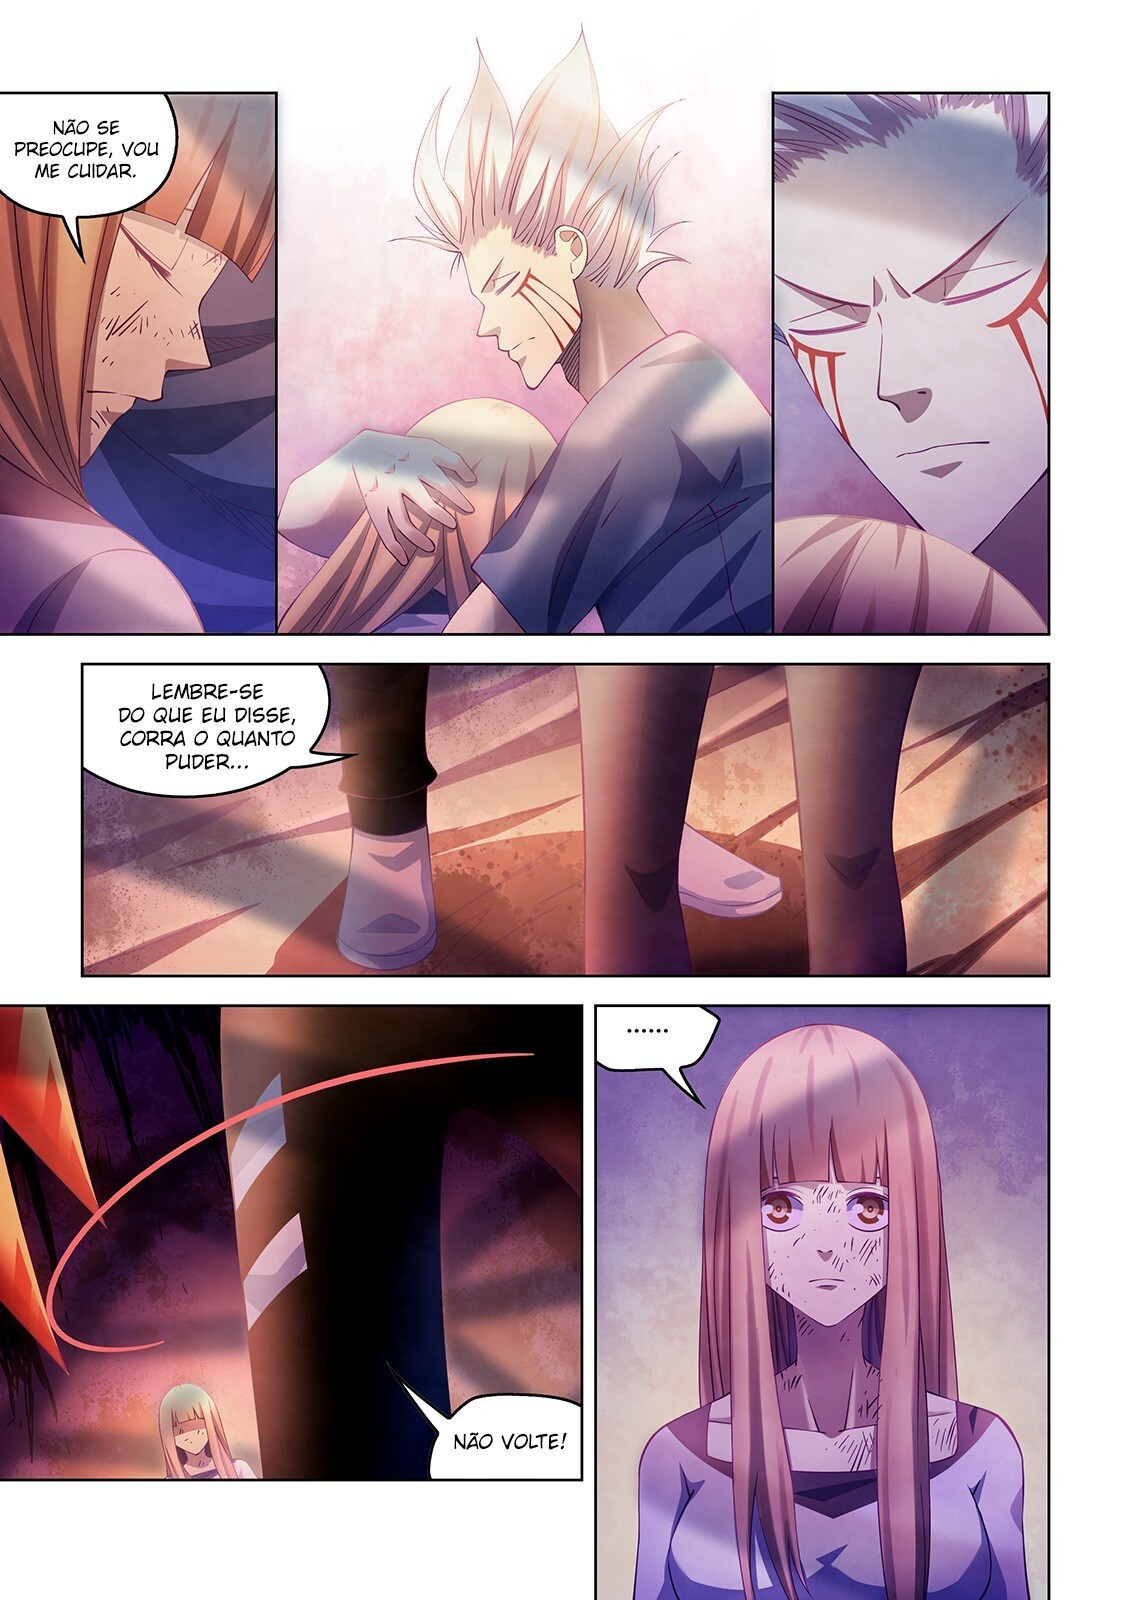 NÃO SE
PREOCUPE, VOU
ME CUIDAR.
LEMBRE-SE
DO QUE EU DISSE,
CORRA O QUANTO
PUDER...
NÃO VOLTE!
......